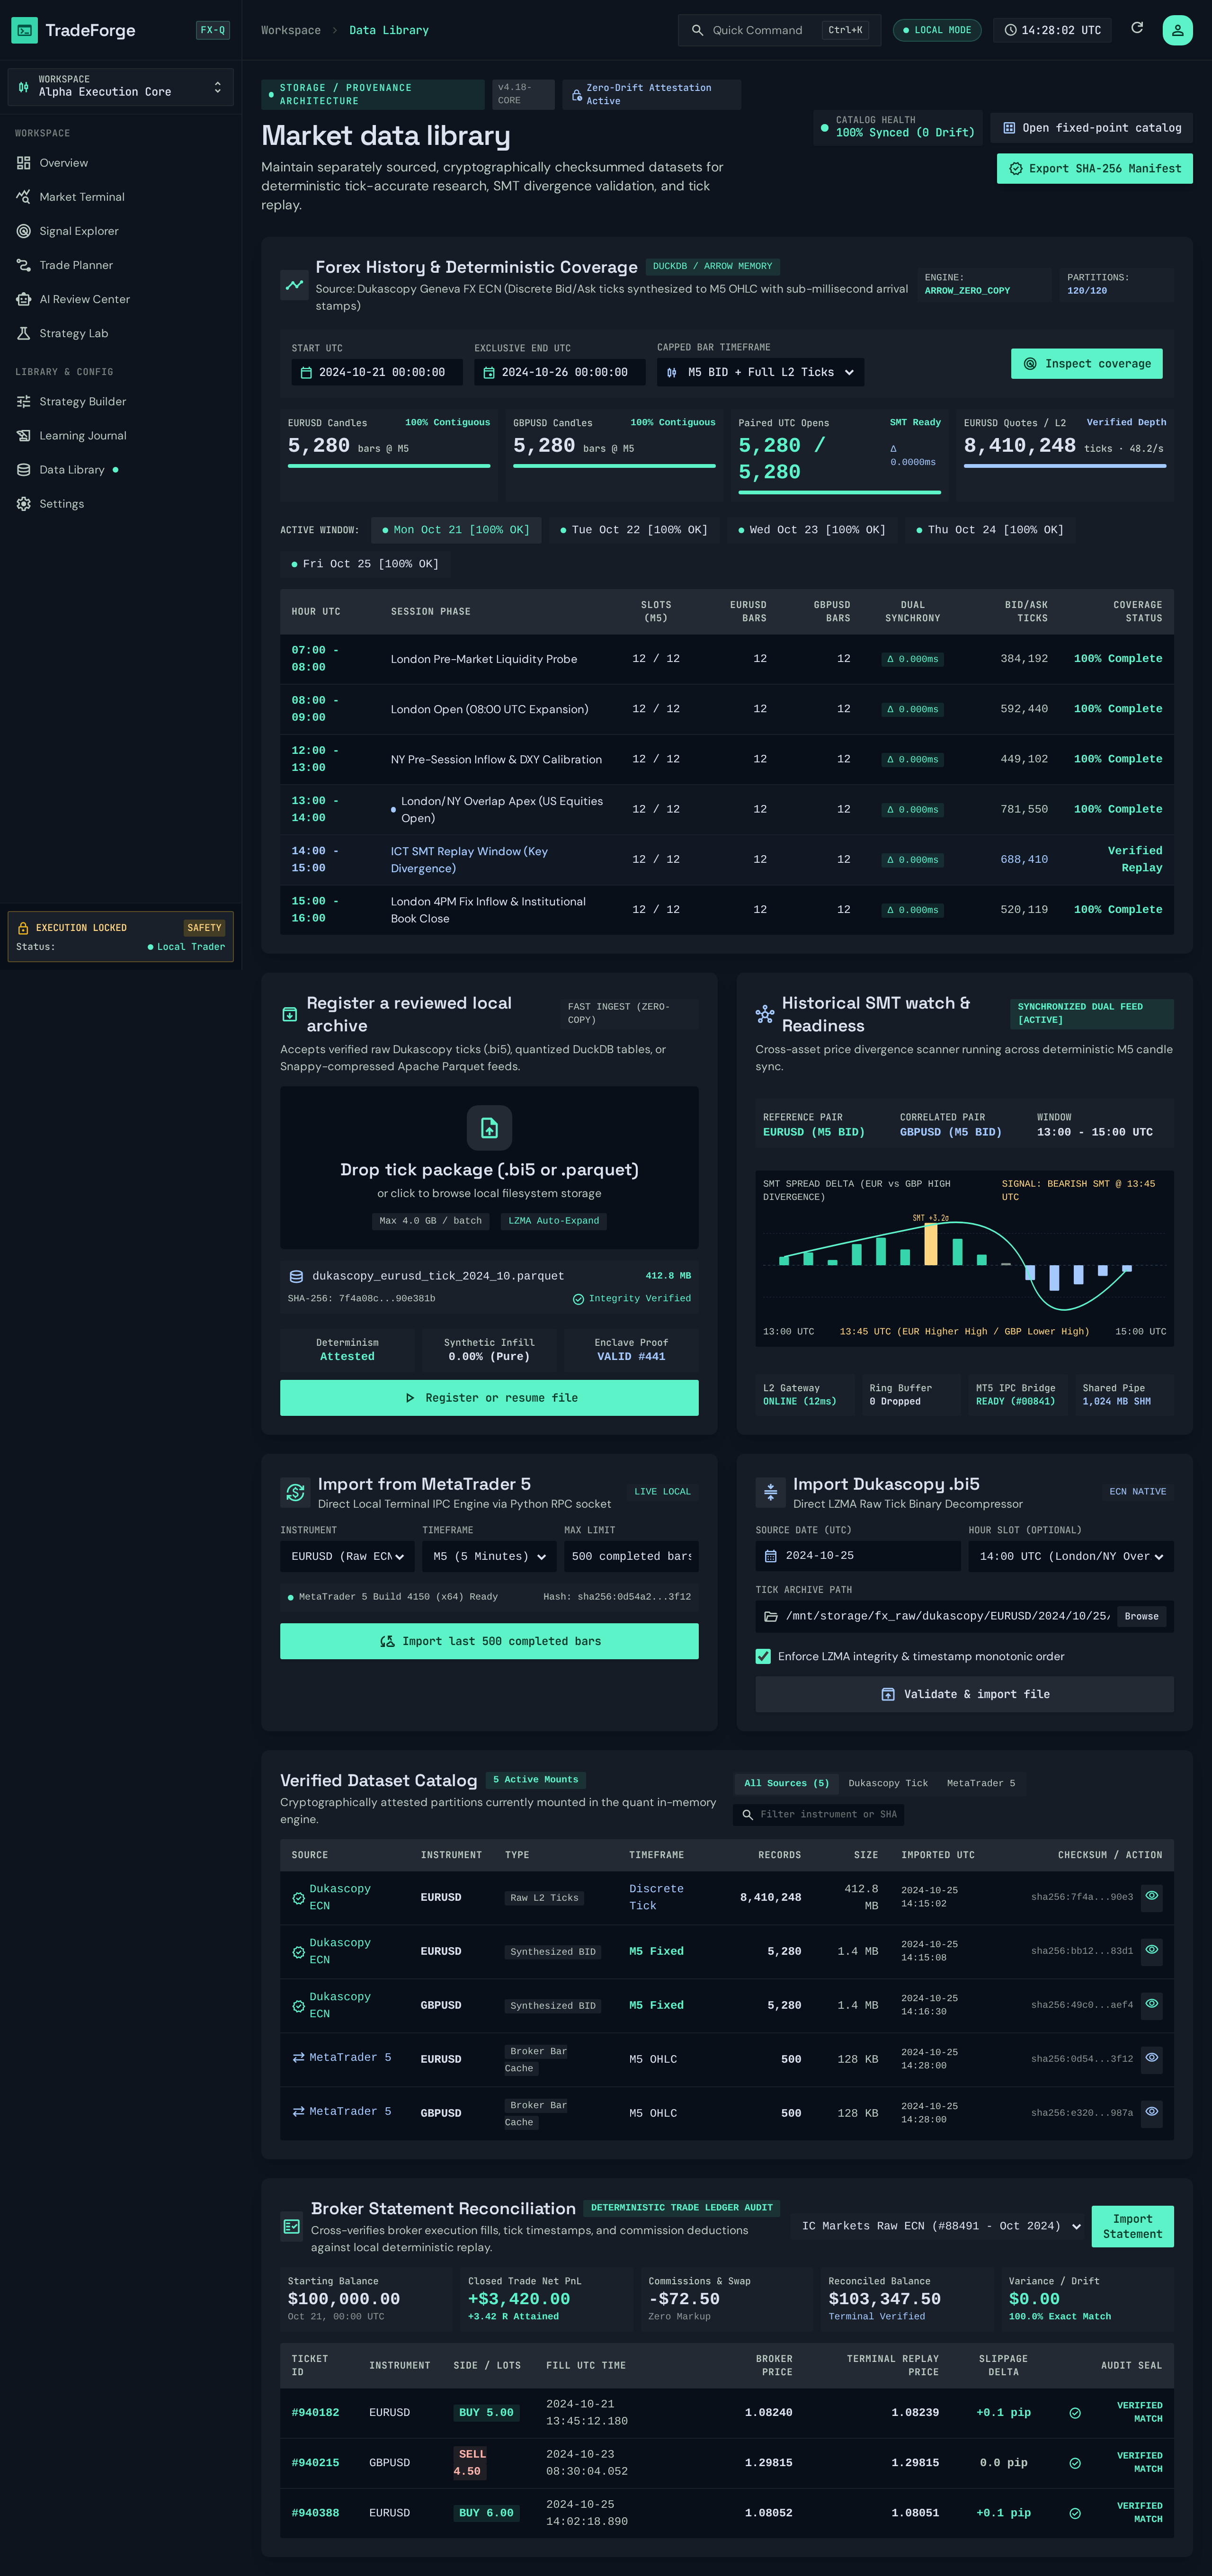 TradeForge
FX-Q
Workspace
Data Library
Quick Command
Ctrl+K
LOCAL MODE
14:28:02 UTC
WORKSPACE
Alpha Execution Core
WORKSPACE
Overview
Market Terminal
Signal Explorer
Trade Planner
AI Review Center
Strategy Lab
LIBRARY & CONFIG
Strategy Builder
Learning Journal
Data Library
Settings
EXECUTION LOCKED
SAFETY
Status:
Local Trader
STORAGE / PROVENANCE
ARCHITECTURE
v4.18-
CORE
Zero-Drift Attestation
Active
Market data library
Maintain separately sourced, cryptographically checksummed datasets for
deterministic tick-accurate research, SMT divergence validation, and tick
replay.
CATALOG HEALTH
100% Synced (0 Drift)
Open fixed-point catalog
Export SHA-256 Manifest
Forex History & Deterministic Coverage
DUCKDB / ARROW MEMORY
Source: Dukascopy Geneva FX ECN (Discrete Bid/Ask ticks synthesized to M5 OHLC with sub-millisecond arrival
stamps)
ENGINE:
ARROW_ZERO_COPY
PARTITIONS:
120/120
START UTC
2024-10-21 00:00:00
EXCLUSIVE END UTC
2024-10-26 00:00:00
CAPPED BAR TIMEFRAME
M5 BID + Full L2 Ticks
Inspect coverage
EURUSD Candles
100% Contiguous
5,280 bars @ M5
GBPUSD Candles
100% Contiguous
5,280 bars @ M5
Paired UTC Opens
SMT Ready
5,280 /
5,280
Δ
0.0000ms
EURUSD Quotes / L2
Verified Depth
8,410,248 ticks · 48.2/s
ACTIVE WINDOW:
Mon Oct 21 [100% OK]
Tue Oct 22 [100% OK]
Wed Oct 23 [100% OK]
Thu Oct 24 [100% OK]
Fri Oct 25 [100% OK]
HOUR UTC
SESSION PHASE
SLOTS
(M5)
EURUSD
BARS
GBPUSD
BARS
DUAL
SYNCHRONY
BID/ASK
TICKS
COVERAGE
STATUS
07:00 -
08:00
London Pre-Market Liquidity Probe
12 / 12
12
12
Δ 0.000ms
384,192
100% Complete
08:00 -
09:00
London Open (08:00 UTC Expansion)
12 / 12
12
12
Δ 0.000ms
592,440
100% Complete
12:00 -
13:00
NY Pre-Session Inflow & DXY Calibration
12 / 12
12
12
Δ 0.000ms
449,102
100% Complete
13:00 -
14:00
London/NY Overlap Apex (US Equities
Open)
12 / 12
12
12
Δ 0.000ms
781,550
100% Complete
14:00 -
15:00
ICT SMT Replay Window (Key
Divergence)
12 / 12
12
12
Δ 0.000ms
688,410
Verified
Replay
15:00 -
16:00
London 4PM Fix Inflow & Institutional
Book Close
12 / 12
12
12
Δ 0.000ms
520,119
100% Complete
Register a reviewed local
archive
FAST INGEST (ZERO-
COPY)
Accepts verified raw Dukascopy ticks (.bi5), quantized DuckDB tables, or
Snappy-compressed Apache Parquet feeds.
Drop tick package (.bi5 or .parquet)
or click to browse local filesystem storage
Max 4.0 GB / batch
LZMA Auto-Expand
dukascopy_eurusd_tick_2024_10.parquet
412.8 MB
SHA-256: 7f4a08c...90e381b
Integrity Verified
Determinism
Attested
Synthetic Infill
0.00% (Pure)
Enclave Proof
VALID #441
Register or resume file
Historical SMT watch &
Readiness
SYNCHRONIZED DUAL FEED
[ACTIVE]
Cross-asset price divergence scanner running across deterministic M5 candle
sync.
REFERENCE PAIR
EURUSD (M5 BID)
CORRELATED PAIR
GBPUSD (M5 BID)
WINDOW
13:00 - 15:00 UTC
SMT SPREAD DELTA (EUR vs GBP HIGH
DIVERGENCE)
SIGNAL: BEARISH SMT @ 13:45
UTC
SMT +3.2σ
13:00 UTC
13:45 UTC (EUR Higher High / GBP Lower High)
15:00 UTC
L2 Gateway
ONLINE (12ms)
Ring Buffer
0 Dropped
MT5 IPC Bridge
READY (#00841)
Shared Pipe
1,024 MB SHM
Import from MetaTrader 5
Direct Local Terminal IPC Engine via Python RPC socket
LIVE LOCAL
INSTRUMENT
EURUSD (Raw ECN
TIMEFRAME
M5 (5 Minutes)
MAX LIMIT
500 completed bars
MetaTrader 5 Build 4150 (x64) Ready
Hash: sha256:0d54a2...3f12
Import last 500 completed bars
Import Dukascopy .bi5
Direct LZMA Raw Tick Binary Decompressor
ECN NATIVE
SOURCE DATE (UTC)
2024-10-25
HOUR SLOT (OPTIONAL)
14:00 UTC (London/NY Over
TICK ARCHIVE PATH
/mnt/storage/fx_raw/dukascopy/EURUSD/2024/10/25/
Browse
Enforce LZMA integrity & timestamp monotonic order
Validate & import file
Verified Dataset Catalog
5 Active Mounts
Cryptographically attested partitions currently mounted in the quant in-memory
engine.
All Sources (5)
Dukascopy Tick
MetaTrader 5
Filter instrument or SHA
SOURCE
INSTRUMENT
TYPE
TIMEFRAME
RECORDS
SIZE
IMPORTED UTC
CHECKSUM / ACTION
Dukascopy
ECN
EURUSD
Raw L2 Ticks
Discrete
Tick
8,410,248
412.8
MB
2024-10-25
14:15:02
sha256:7f4a...90e3
Dukascopy
ECN
EURUSD
Synthesized BID
M5 Fixed
5,280
1.4 MB
2024-10-25
14:15:08
sha256:bb12...83d1
Dukascopy
ECN
GBPUSD
Synthesized BID
M5 Fixed
5,280
1.4 MB
2024-10-25
14:16:30
sha256:49c0...aef4
MetaTrader 5
EURUSD
Broker Bar
Cache
M5 OHLC
500
128 KB
2024-10-25
14:28:00
sha256:0d54...3f12
MetaTrader 5
GBPUSD
Broker Bar
Cache
M5 OHLC
500
128 KB
2024-10-25
14:28:00
sha256:e320...987a
Broker Statement Reconciliation
DETERMINISTIC TRADE LEDGER AUDIT
Cross-verifies broker execution fills, tick timestamps, and commission deductions
against local deterministic replay.
IC Markets Raw ECN (#88491 - Oct 2024)
Import
Statement
Starting Balance
$100,000.00
Oct 21, 00:00 UTC
Closed Trade Net PnL
+$3,420.00
+3.42 R Attained
Commissions & Swap
-$72.50
Zero Markup
Reconciled Balance
$103,347.50
Terminal Verified
Variance / Drift
$0.00
100.0% Exact Match
TICKET
ID
INSTRUMENT
SIDE / LOTS
FILL UTC TIME
BROKER
PRICE
TERMINAL REPLAY
PRICE
SLIPPAGE
DELTA
AUDIT SEAL
#940182
EURUSD
BUY 5.00
2024-10-21
13:45:12.180
1.08240
1.08239
+0.1 pip
VERIFIED
MATCH
#940215
GBPUSD
SELL
4.50
2024-10-23
08:30:04.052
1.29815
1.29815
0.0 pip
VERIFIED
MATCH
#940388
EURUSD
BUY 6.00
2024-10-25
14:02:18.890
1.08052
1.08051
+0.1 pip
VERIFIED
MATCH